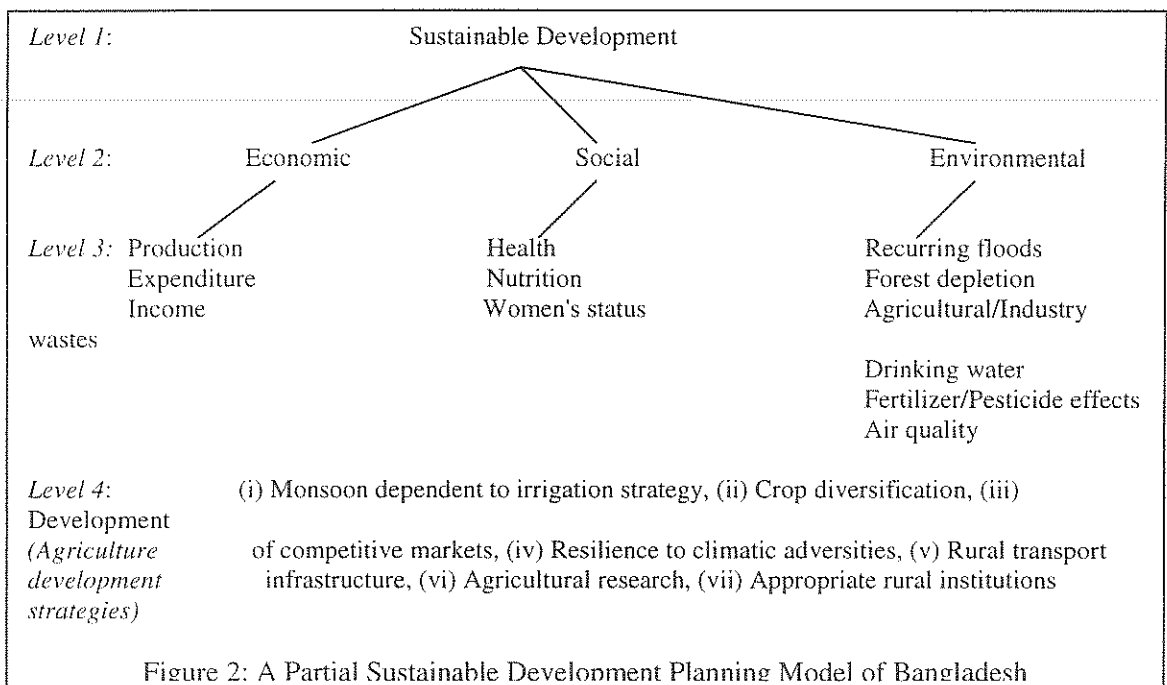 Level 1: Sustainable Development
Level 2: Economic Social Environmental
Level 3: Production Health Recurring floods
Expenditure Nutrition Forest depletion
Income Women's status Agricultural/Industry
wastes
Drinking water
Fertilizer/Pesticide effects
Air quality
Level 4: (i) Monsoon dependent to irrigation strategy, (ii) Crop diversification, (iii)
Development
(Agriculture of competitive markets, (iv) Resilience to climatic adversities, (v) Rural transport
development infrastructure, (vi) Agricultural research, (vii) Appropriate rural institutions
strategies)
Figure 2: A Partial Sustainable Development Planning Model of Bangladesh